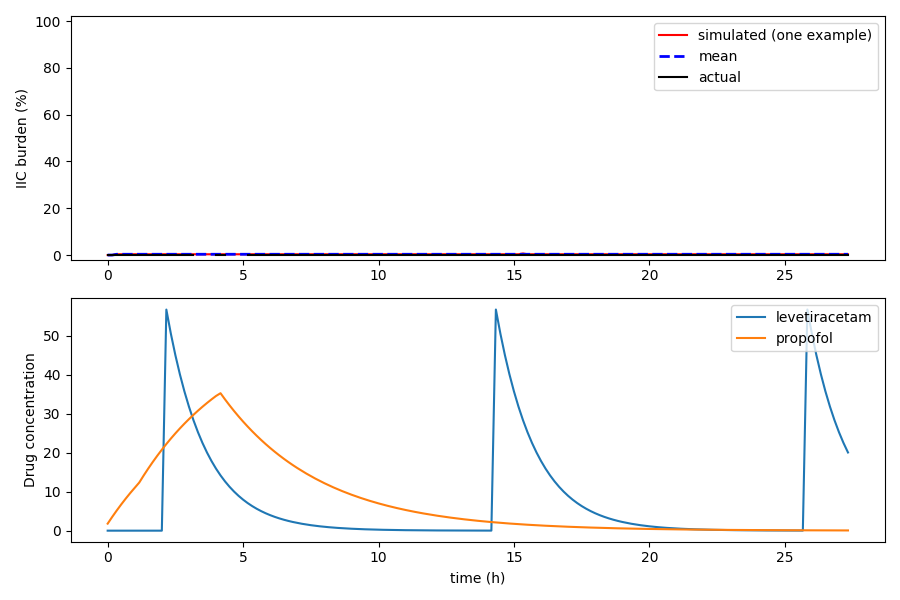 100
80
60
40
20
0
IIC burden (%)
simulated (one example)
mean
actual
0 5 10 15 20 25
50
40
30
20
10
0
Drug concentration
levetiracetam
propofol
0 5 10 15 20 25
time (h)